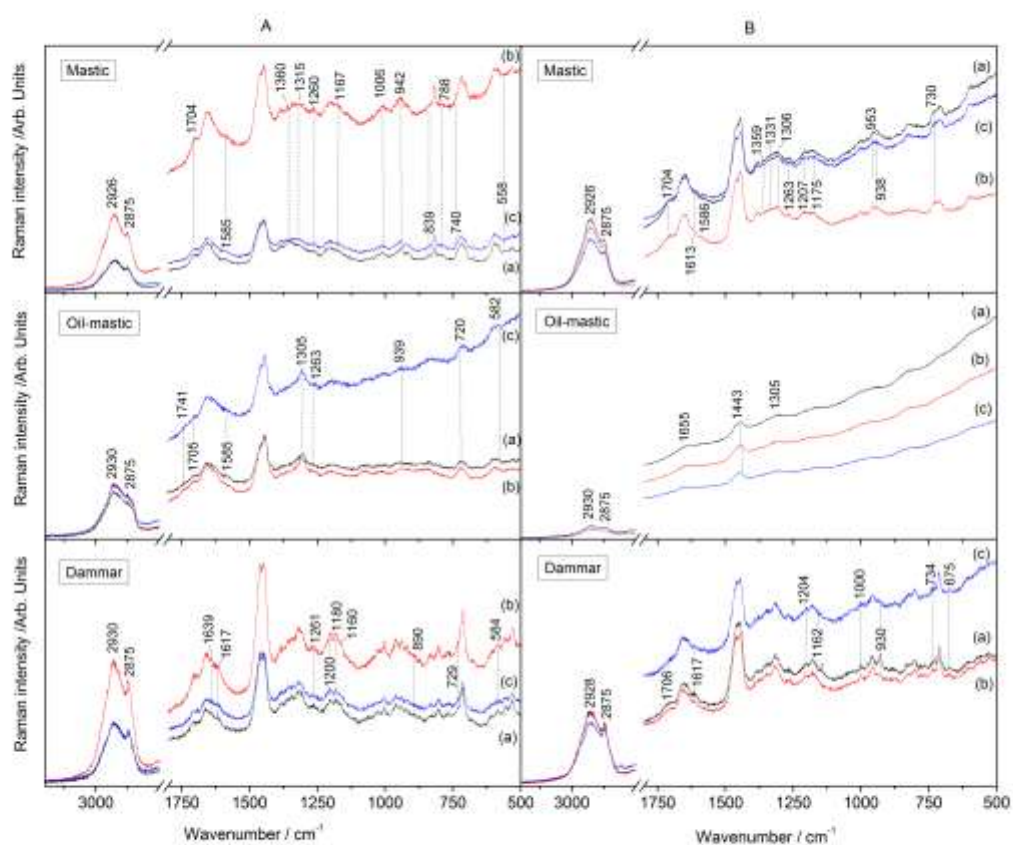 A
B
Mastic
(b)
(c)
(a)
2926
2875
1704
1585
1360
1315
1260
1167
1006
942
839
788
740
558
Mastic
(a)
(c)
(b)
2926
2875
1704
1613
1586
1359
1331
1306
1263
1207
1175
953
938
730
Raman intensity /Arb. Units
Oil-mastic
(c)
(a)
(b)
2930
2875
1741
1705
1585
1305
1263
939
720
582
Oil-mastic
(a)
(b)
(c)
2930
2875
1655
1443
1305
Raman intensity /Arb. Units
Dammar
(b)
(c)
(a)
2930
2875
1639
1617
1261
1200
1180
1160
890
729
584
Dammar
(c)
(a)
(b)
2928
2875
1706
1617
1204
1162
1000
930
734
675
Raman intensity /Arb. Units
3000 1750 1500 1250 1000 750 500
3000 1750 1500 1250 1000 750 500
Wavenumber / cm-1
Wavenumber / cm-1